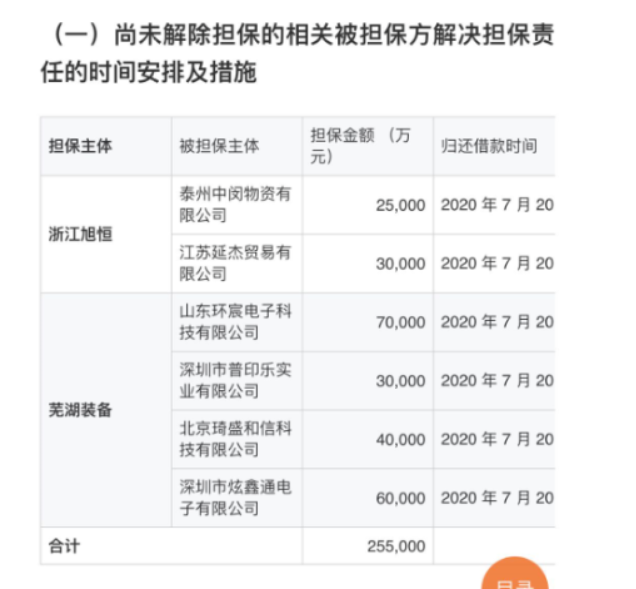 （一）尚未解除担保的相关被担保方解决担保责
任的时间安排及措施
担保主体 被担保主体 担保金额 （万
元） 归还借款时间
浙江旭恒
泰州中闵物资有
限公司 25,000 2020 年 7 月 20
江苏延杰贸易有
限公司 30,000 2020 年 7 月 20
芜湖装备
山东环宸电子科
技有限公司 70,000 2020 年 7 月 20
深圳市普印乐实
业有限公司 30,000 2020 年 7 月 20
北京琦盛和信科
技有限公司 40,000 2020 年 7 月 20
深圳市炫鑫通电
子有限公司 60,000 2020 年 7 月 20
合计 255,000
目录